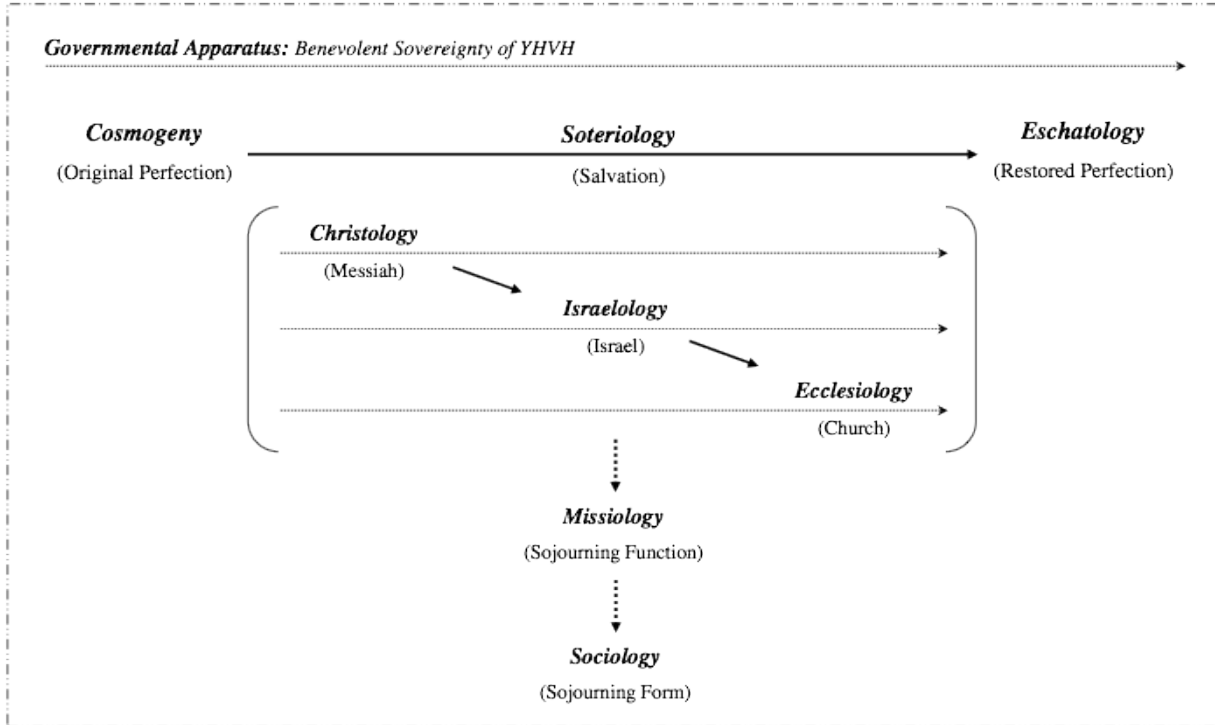 Governmental Apparatus: Benevolent Sovereignty of YHVH
Cosmogeny
Soteriology
Eschatology
(Original Perfection)
(Salvation)
(Restored Perfection)
Christology
(Messiah)
Israelology
(Israel)
Ecclesiology
(Church)
Missiology
(Sojourning Function)
Sociology
(Sojourning Form)